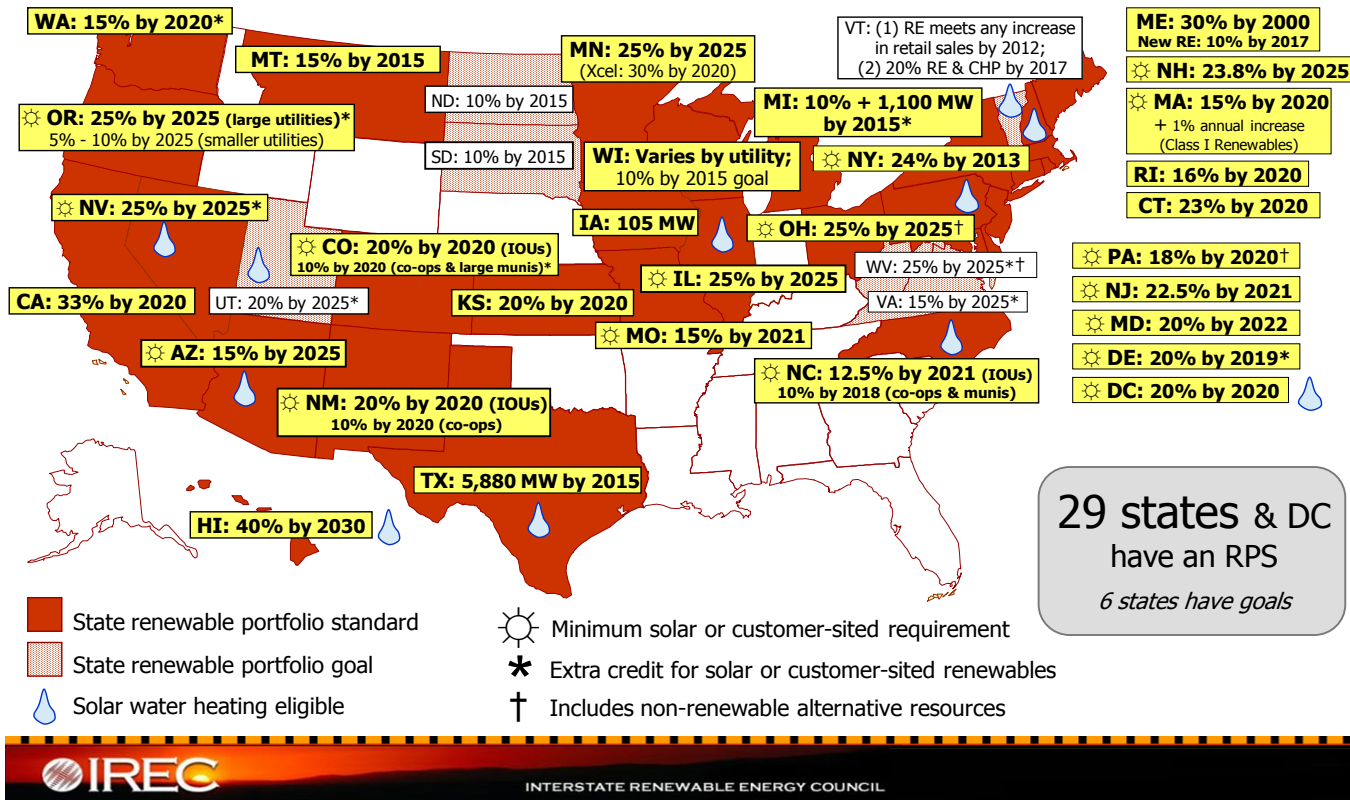 WA: 15% by 2020*
MT: 15% by 2015
MN: 25% by 2025
(Xcel: 30% by 2020)
VT: (1) RE meets any increase
in retail sales by 2012;
(2) 20% RE & CHP by 2017
ME: 30% by 2000
New RE: 10% by 2017
☼ NH: 23.8% by 2025
☼ MA: 15% by 2020
+ 1% annual increase
(Class I Renewables)
RI: 16% by 2020
CT: 23% by 2020
ND: 10% by 2015
MI: 10% + 1,100 MW
by 2015*
☼ OR: 25% by 2025 (large utilities)*
5% - 10% by 2025 (smaller utilities)
SD: 10% by 2015
WI: Varies by utility;
10% by 2015 goal
☼ NY: 24% by 2013
☼ NV: 25% by 2025*
IA: 105 MW
☼ OH: 25% by 2025†
☼ CO: 20% by 2020 (IOUs)
10% by 2020 (co-ops & large munis)*
☼ IL: 25% by 2025
WV: 25% by 2025*†
☼ PA: 18% by 2020†
☼ NJ: 22.5% by 2021
☼ MD: 20% by 2022
☼ DE: 20% by 2019*
☼ DC: 20% by 2020
CA: 33% by 2020
UT: 20% by 2025*
KS: 20% by 2020
VA: 15% by 2025*
☼ MO: 15% by 2021
☼ AZ: 15% by 2025
☼ NC: 12.5% by 2021 (IOUs)
10% by 2018 (co-ops & munis)
☼ NM: 20% by 2020 (IOUs)
10% by 2020 (co-ops)
TX: 5,880 MW by 2015
HI: 40% by 2030
29 states & DC
have an RPS
6 states have goals
State renewable portfolio standard
State renewable portfolio goal
Solar water heating eligible
☼ Minimum solar or customer-sited requirement
* Extra credit for solar or customer-sited renewables
† Includes non-renewable alternative resources
IREC
INTERSTATE RENEWABLE ENERGY COUNCIL